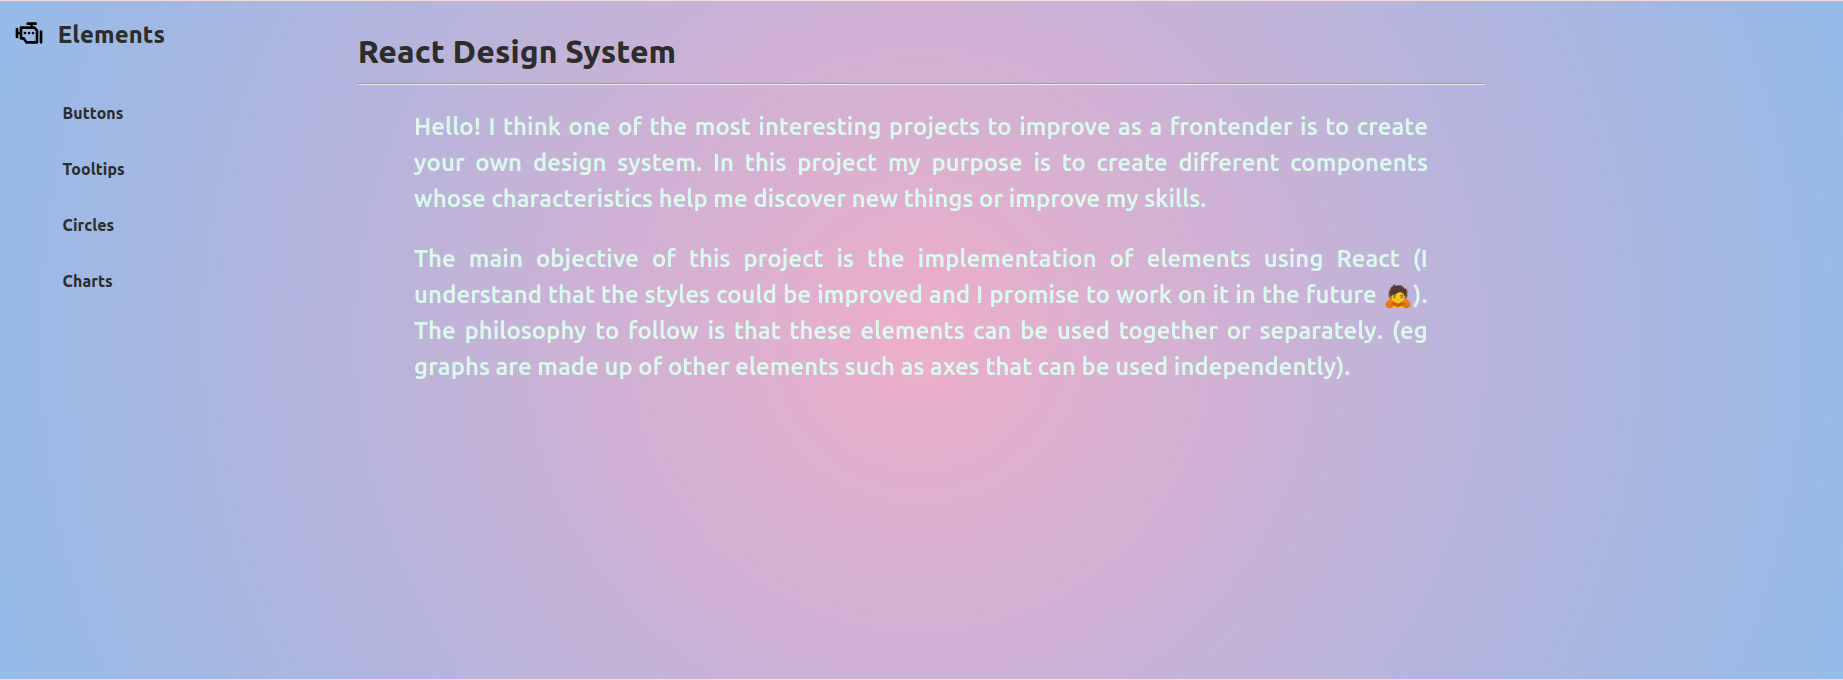 Elements
Buttons
Tooltips
Circles
Charts
React Design System
Hello! I think one of the most interesting projects to improve as a frontender is to create
your own design system. In this project my purpose is to create different components
whose characteristics help me discover new things or improve my skills.
The main objective of this project is the implementation of elements using React (I
understand that the styles could be improved and I promise to work on it in the future 🙇).
The philosophy to follow is that these elements can be used together or separately. (eg
graphs are made up of other elements such as axes that can be used independently).